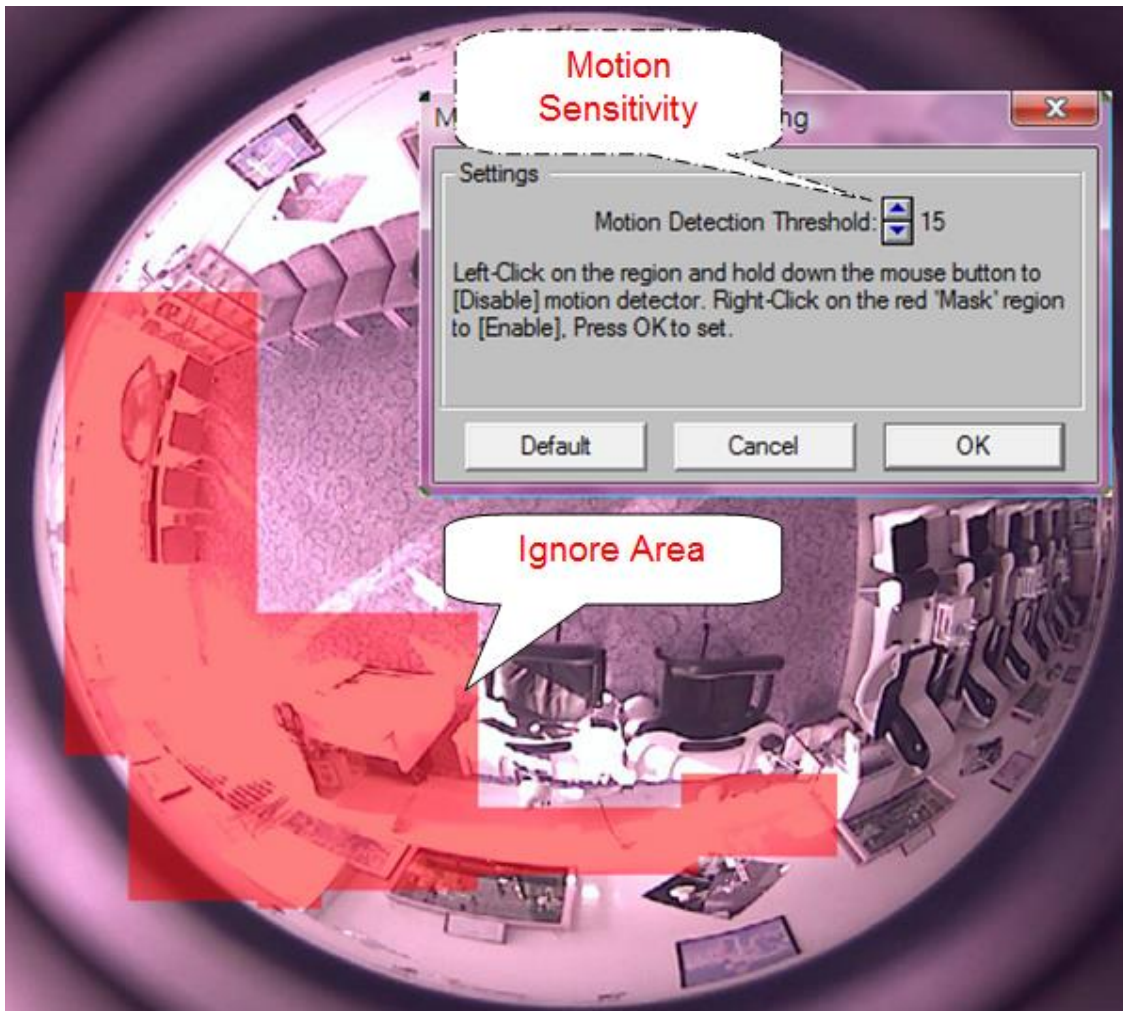 Motion
Sensitivity
Settings
Motion Detection Threshold: 15
Left-Click on the region and hold down the mouse button to
[Disable] motion detector. Right-Click on the red 'Mask' region
to [Enable], Press OK to set.
Default
Cancel
OK
Ignore Area